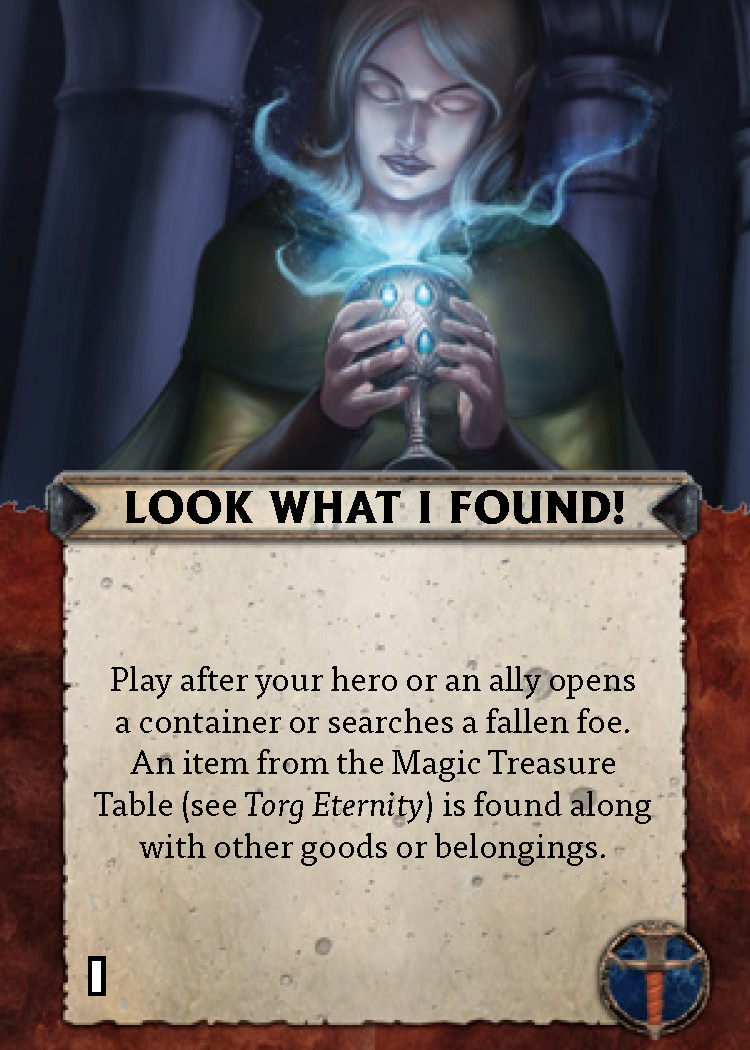 LOOK WHAT I FOUND!
Play after your hero or an ally opens
a container or searches a fallen foe.
An item from the Magic Treasure
Table (see Torg Eternity) is found along
with other goods or belongings.